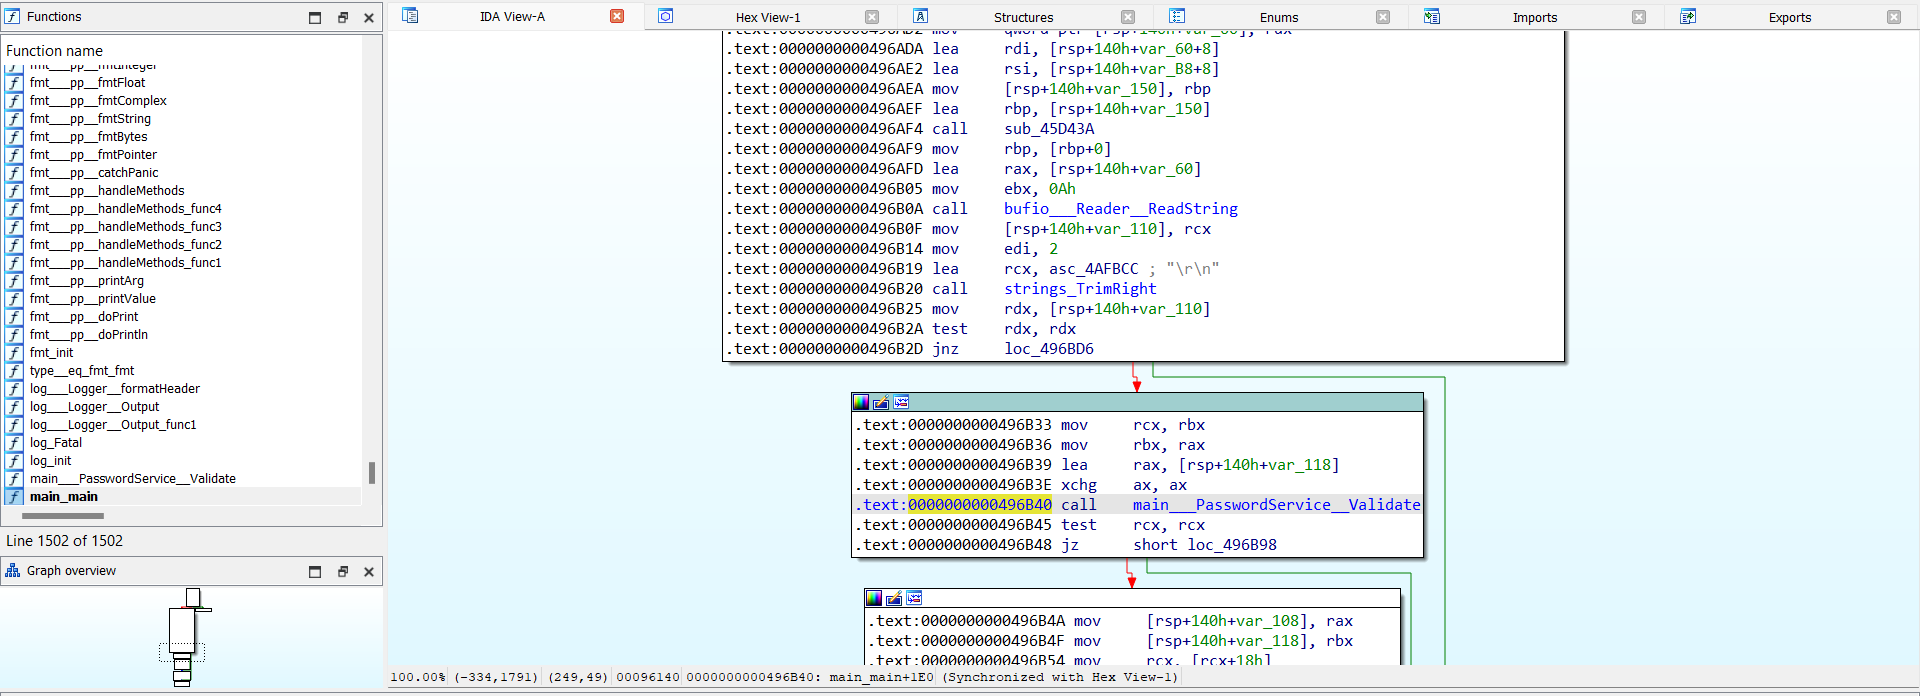 Functions
Function name
fmt___pp__fmtInteger
fmt___pp__fmtFloat
fmt___pp__fmtComplex
fmt___pp__fmtString
fmt___pp__fmtBytes
fmt___pp__fmtPointer
fmt___pp__catchPanic
fmt___pp__handleMethods
fmt___pp__handleMethods_func4
fmt___pp__handleMethods_func3
fmt___pp__handleMethods_func2
fmt___pp__handleMethods_func1
fmt___pp__printArg
fmt___pp__printValue
fmt___pp__doPrint
fmt___pp__doPrintln
fmt_init
type__eq_fmt_fmt
log___Logger__formatHeader
log___Logger__Output
log___Logger__Output_func1
log_Fatal
log_init
main___PasswordService__Validate
main_main
Line 1502 of 1502
Graph overview
IDA View-A Hex View-1 Structures Enums Imports Exports
.text:0000000000496AD2 mov qword ptr [rsp+140h+var_60], rax
.text:0000000000496ADA lea rdi, [rsp+140h+var_60+8]
.text:0000000000496AE2 lea rsi, [rsp+140h+var_B8+8]
.text:0000000000496AEA mov [rsp+140h+var_150], rbp
.text:0000000000496AEF lea rbp, [rsp+140h+var_150]
.text:0000000000496AF4 call sub_45D43A
.text:0000000000496AF9 mov rbp, [rbp+0]
.text:0000000000496AFD lea rax, [rsp+140h+var_60]
.text:0000000000496B05 mov ebx, 0Ah
.text:0000000000496B0A call bufio___Reader__ReadString
.text:0000000000496B0F mov [rsp+140h+var_110], rcx
.text:0000000000496B14 mov edi, 2
.text:0000000000496B19 lea rcx, asc_4AFBCC ; "\r\n"
.text:0000000000496B20 call strings_TrimRight
.text:0000000000496B25 mov rdx, [rsp+140h+var_110]
.text:0000000000496B2A test rdx, rdx
.text:0000000000496B2D jnz loc_496BD6
.text:0000000000496B33 mov rcx, rbx
.text:0000000000496B36 mov rbx, rax
.text:0000000000496B39 lea rax, [rsp+140h+var_118]
.text:0000000000496B3E xchg ax, ax
.text:0000000000496B40 call main___PasswordService__Validate
.text:0000000000496B45 test rcx, rcx
.text:0000000000496B48 jz short loc_496B98
.text:0000000000496B4A mov [rsp+140h+var_108], rax
.text:0000000000496B4F mov [rsp+140h+var_118], rbx
.text:0000000000496B54 mov rcx, [rcx+18h]
100.00% (-334,1791) (249,49) 00096140 0000000000496B40: main_main+1E0 (Synchronized with Hex View-1)